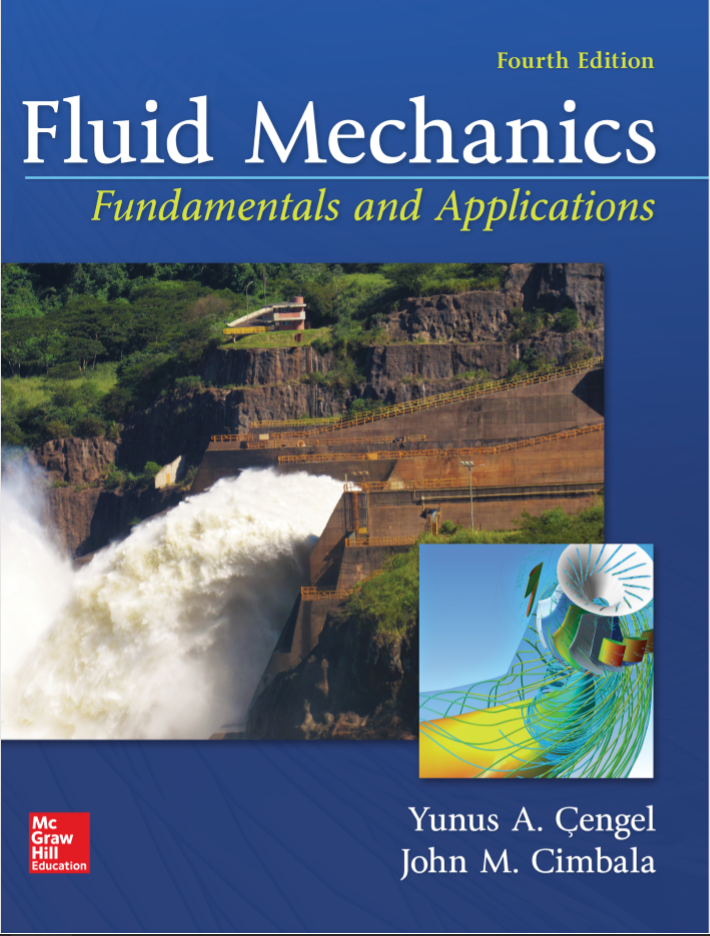 Fourth Edition
Fluid Mechanics
Fundamentals and Applications
Mc
Graw
Hill
Education
Yunus A. Çengel
John M. Cimbala